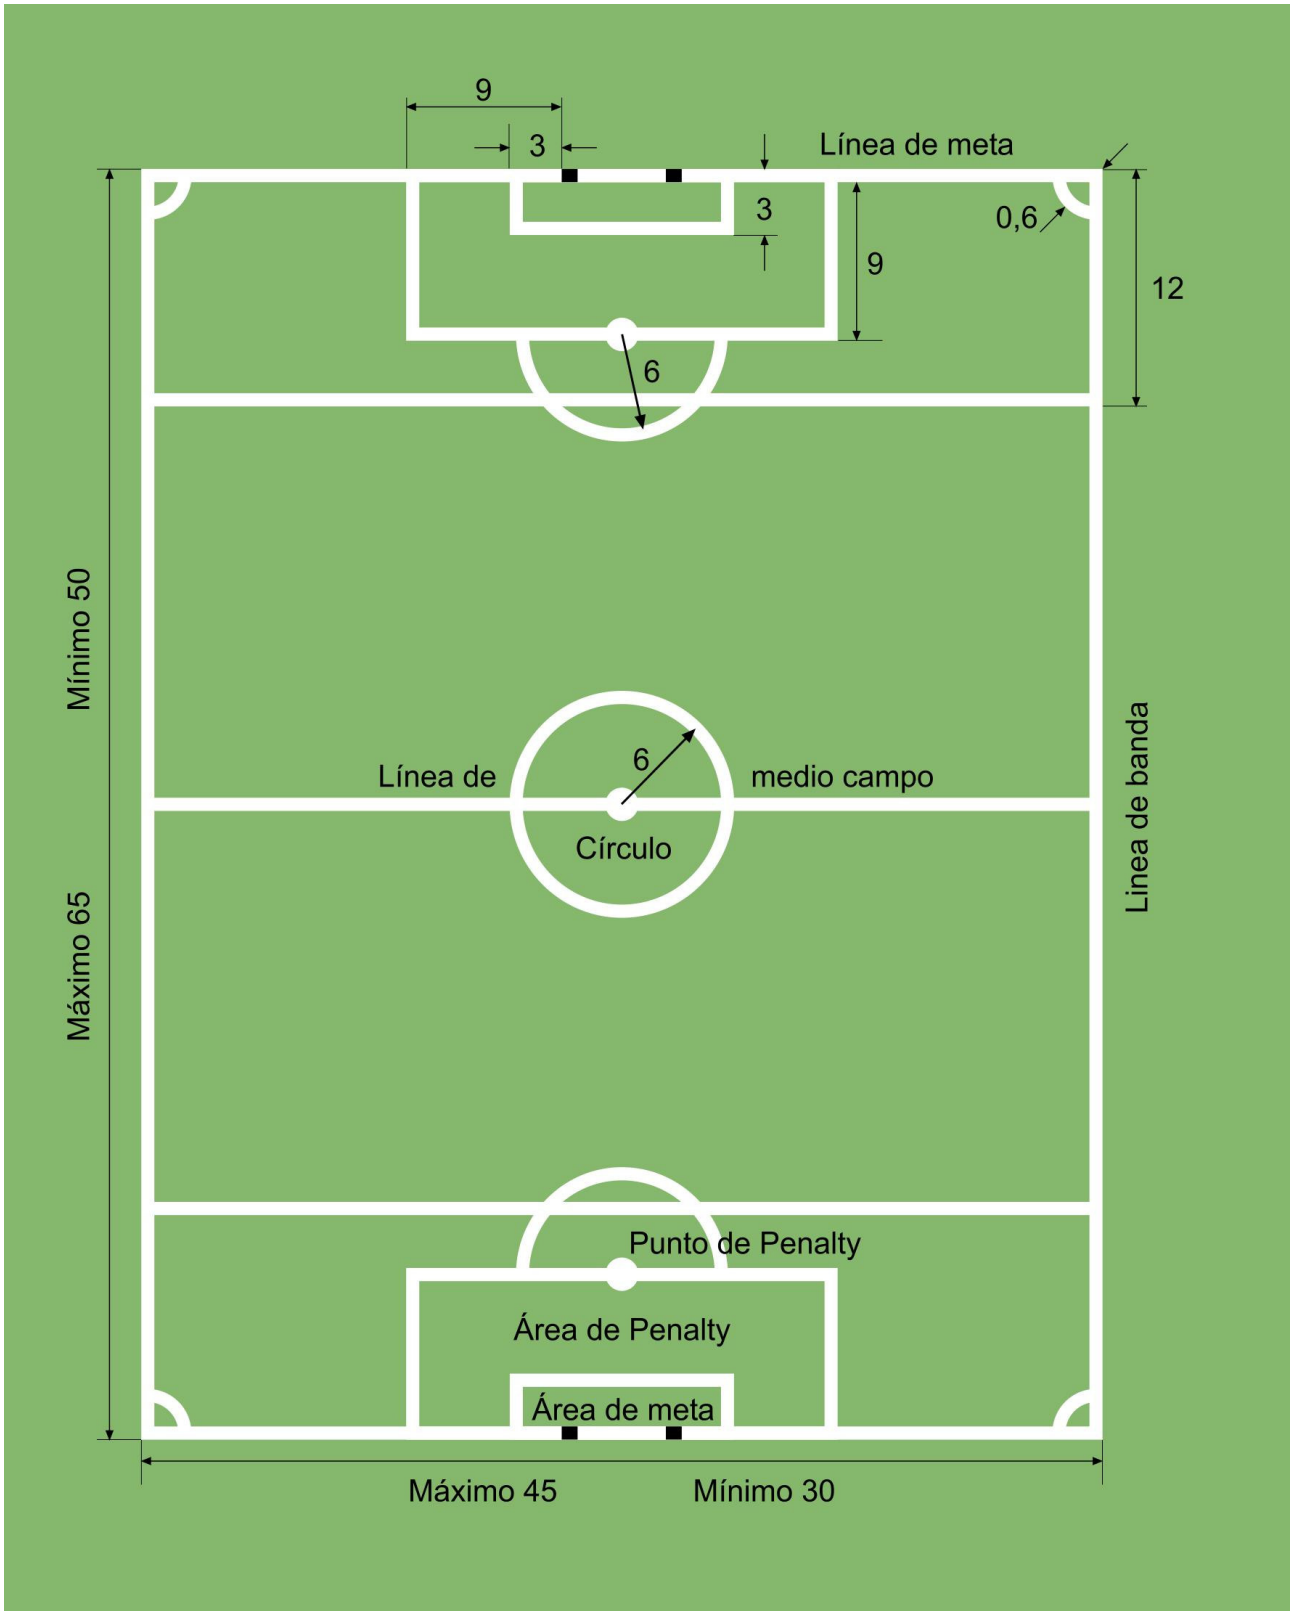 9
3
Línea de meta
3
0,6
9
12
6
Mínimo 50
6
Línea de
medio campo
Linea de banda
Círculo
Máximo 65
Punto de Penalty
Área de Penalty
Área de meta
Máximo 45
Mínimo 30